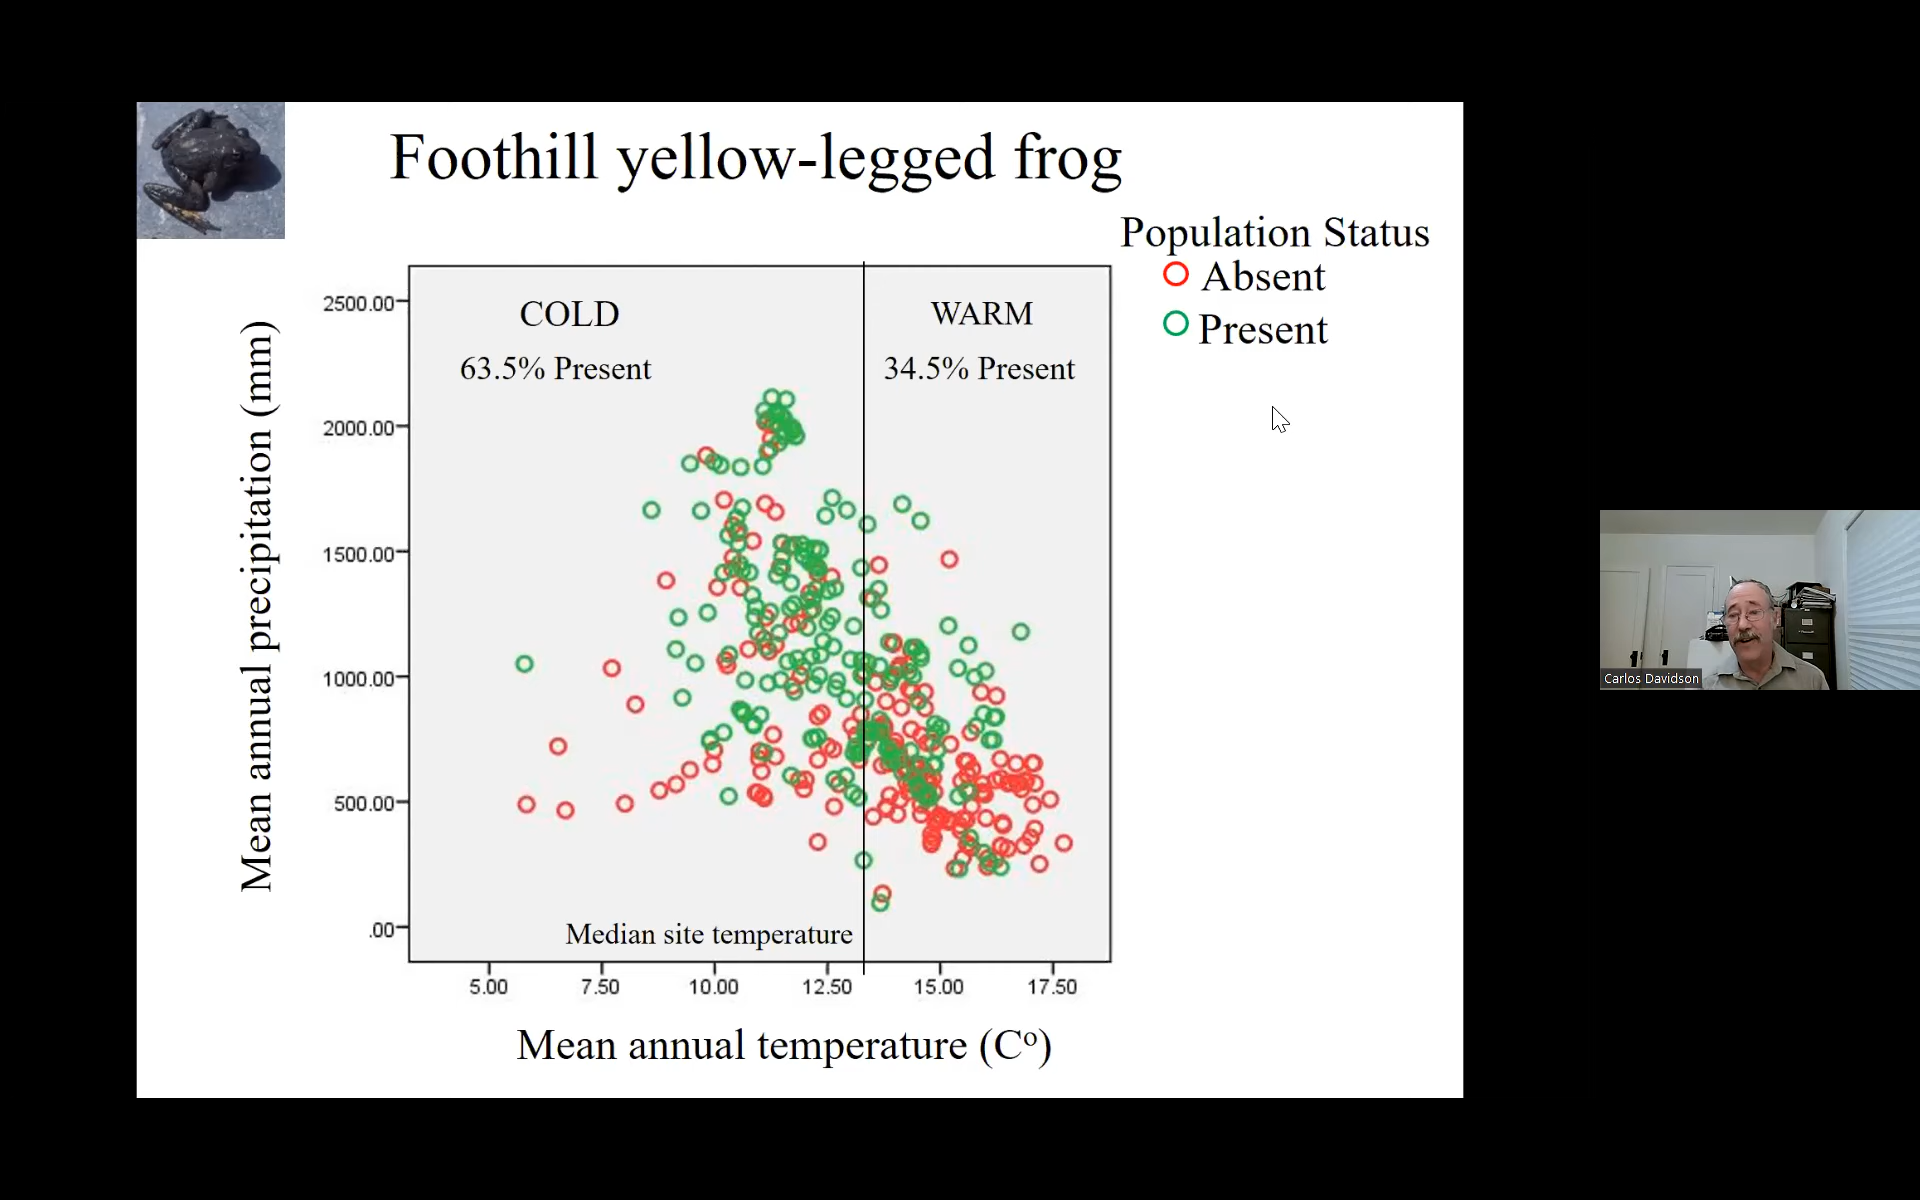 Foothill yellow-legged frog
Population Status
Absent
Present
COLD
WARM
63.5% Present
34.5% Present
Mean annual precipitation (mm)
2500.00
2000.00
1500.00
1000.00
500.00
.00
Median site temperature
5.00
7.50
10.00
12.50
15.00
17.50
Mean annual temperature (Cᵒ)
Carlos Davidson